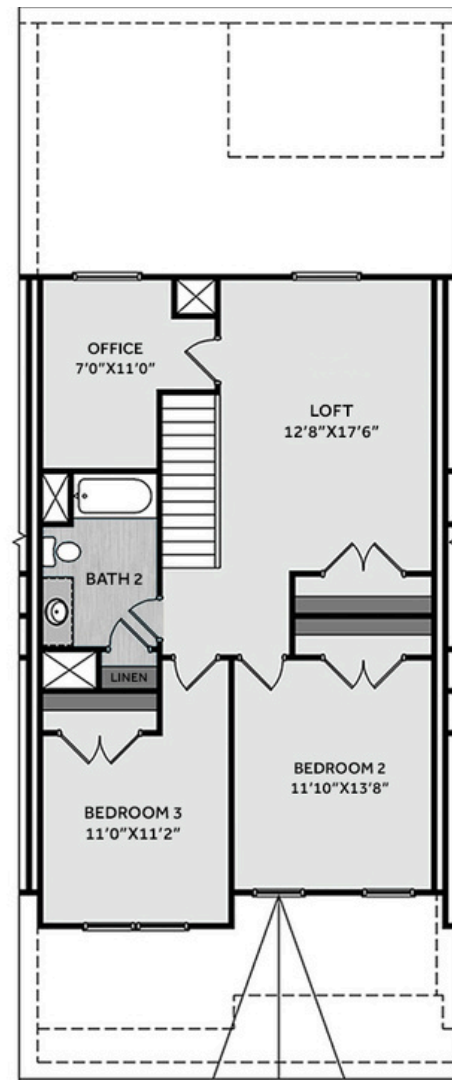 OFFICE
7'0"X11'0"
LOFT
12'8"X17'6"
BATH 2
LINEN
BEDROOM 2
11'10"X13'8"
BEDROOM 3
11'0"X11'2"